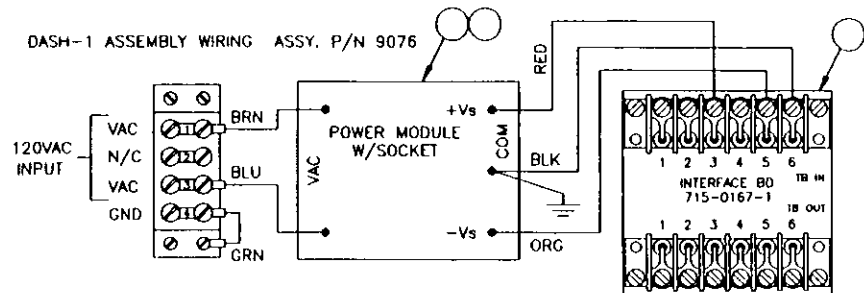 DASH-1 ASSEMBLY WIRING ASSY. P/N 9076
120VAC
INPUT
VAC
N/C
VAC
GND
1
2
3
4
BRN
BLU
GRN
VAC
POWER MODULE
W/SOCKET
+Vs
COM
-Vs
RED
BLK
ORG
1 2 3 4 5 6
INTERFACE BD
715-0167-1
TB IN
TB OUT
1 2 3 4 5 6